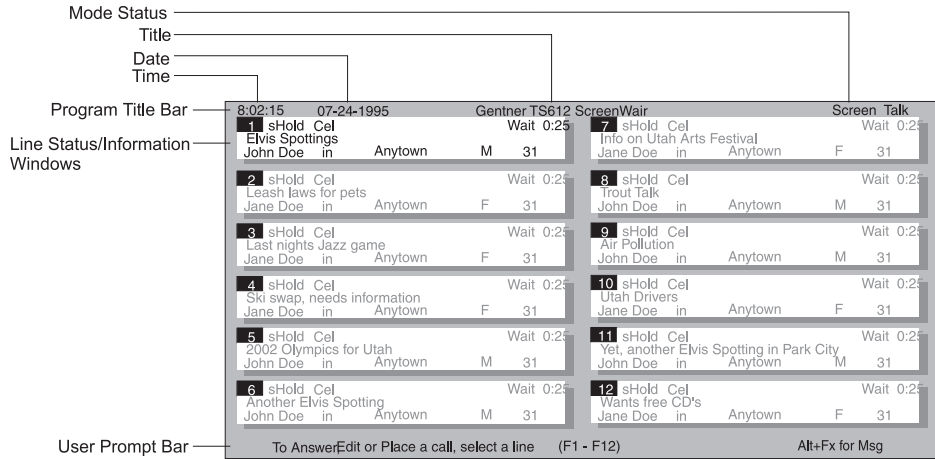 Mode Status
Title
Date
Time
Program Title Bar
Line Status/Information
Windows
User Prompt Bar
8:02:15 07-24-1995 Gentner TS612 ScreenWair Screen Talk
1 sHold Cel Wait 0:25
Elvis Spottings
John Doe in Anytown M 31
2 sHold Cel Wait 0:25
Leash laws for pets
Jane Doe in Anytown F 31
3 sHold Cel Wait 0:25
Last nights Jazz game
Jane Doe in Anytown F 31
4 sHold Cel Wait 0:25
Ski swap, needs information
Jane Doe in Anytown F 31
5 sHold Cel Wait 0:25
2002 Olympics for Utah
John Doe in Anytown M 31
6 sHold Cel Wait 0:25
Another Elvis Spotting
John Doe in Anytown M 31
7 sHold Cel Wait 0:25
Info on Utah Arts Festival
Jane Doe in Anytown F 31
8 sHold Cel Wait 0:25
Trout Talk
John Doe in Anytown M 31
9 sHold Cel Wait 0:25
Air Pollution
John Doe in Anytown M 31
10 sHold Cel Wait 0:25
Utah Drivers
Jane Doe in Anytown F 31
11 sHold Cel Wait 0:25
Yet, another Elvis Spotting in Park City
John Doe in Anytown M 31
12 sHold Cel Wait 0:25
Wants free CD's
Jane Doe in Anytown F 31
To AnswerEdit or Place a call, select a line (F1 - F12) Alt+Fx for Msg